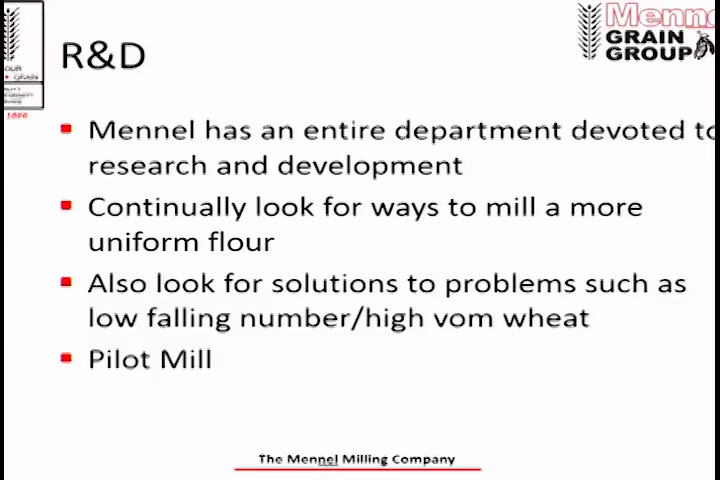 Menn
GRAIN
GROUP
GRAIN
R&D
Mennel has an entire department devoted to
research and development
Continually look for ways to mill a more
uniform flour
Also look for solutions to problems such as
low falling number/high vom wheat
Pilot Mill
The Mennel Milling Company